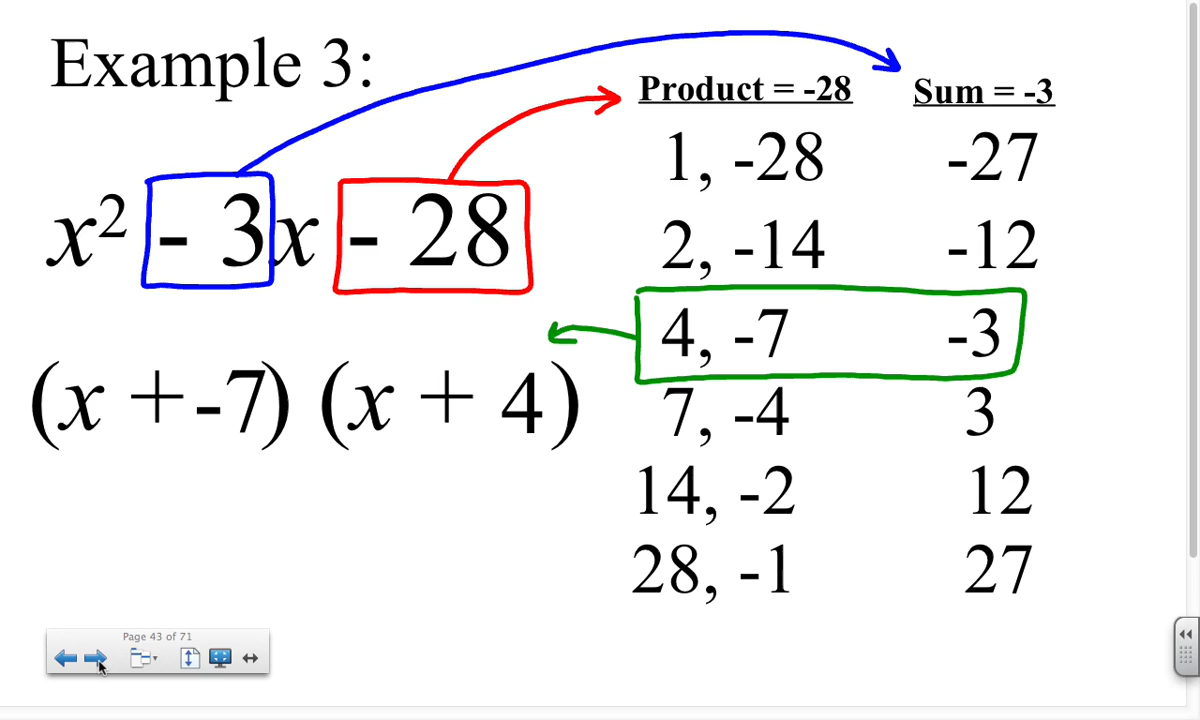 Example 3:
x² - 3x - 28
(x + -7) (x + 4)
Product = -28 Sum = -3
1, -28 -27
2, -14 -12
4, -7 -3
7, -4 3
14, -2 12
28, -1 27
Page 43 of 71